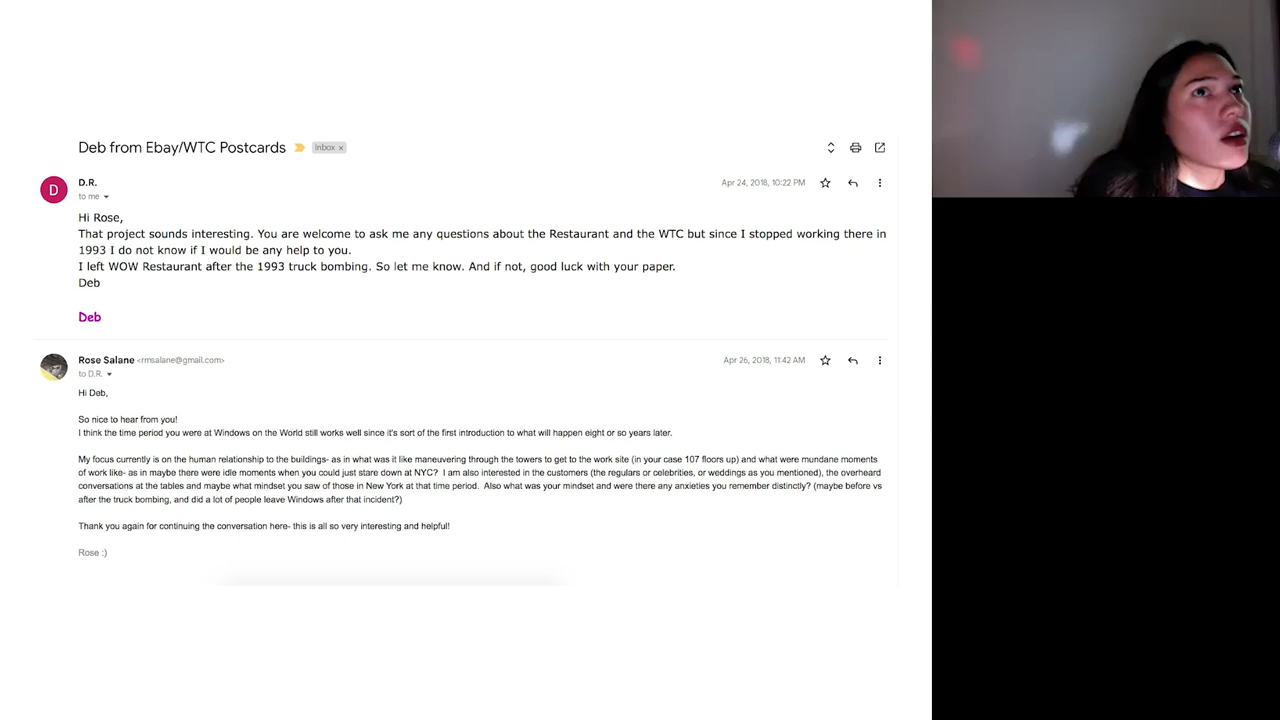 Deb from Ebay/WTC Postcards Inbox ×
D D.R. Apr 24, 2018, 10:22 PM
to me
Hi Rose,
That project sounds interesting. You are welcome to ask me any questions about the Restaurant and the WTC but since I stopped working there in
1993 I do not know if I would be any help to you.
I left WOW Restaurant after the 1993 truck bombing. So let me know. And if not, good luck with your paper.
Deb
Deb
Rose Salane <rmsalane@gmail.com> Apr 26, 2018, 11:42 AM
to D.R.
Hi Deb,
So nice to hear from you!
I think the time period you were at Windows on the World still works well since it's sort of the first introduction to what will happen eight or so years later.
My focus currently is on the human relationship to the buildings- as in what was it like maneuvering through the towers to get to the work site (in your case 107 floors up) and what were mundane moments
of work like- as in maybe there were idle moments when you could just stare down at NYC? I am also interested in the customers (the regulars or celebrities, or weddings as you mentioned), the overheard
conversations at the tables and maybe what mindset you saw of those in New York at that time period. Also what was your mindset and were there any anxieties you remember distinctly? (maybe before vs
after the truck bombing, and did a lot of people leave Windows after that incident?)
Thank you again for continuing the conversation here- this is all so very interesting and helpful!
Rose :)